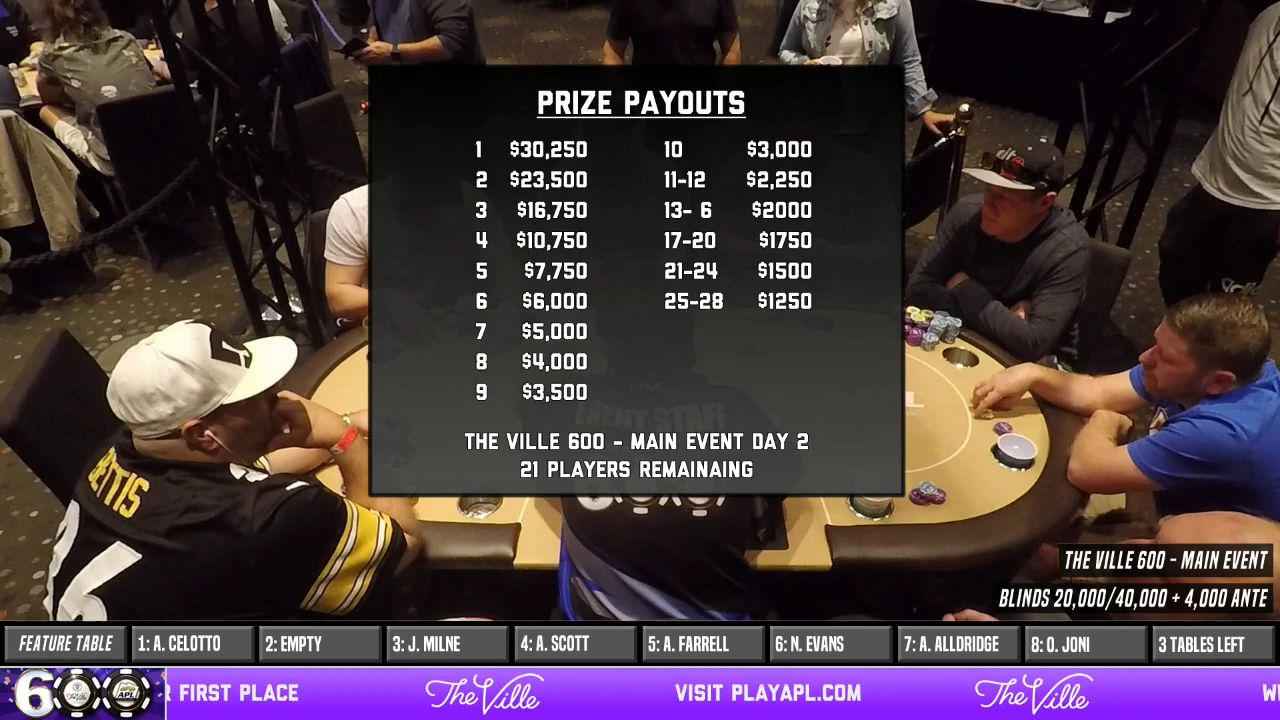 PRIZE PAYOUTS
1 $30,250 10 $3,000
2 $23,500 11-12 $2,250
3 $16,750 13- 6 $2000
4 $10,750 17-20 $1750
5 $7,750 21-24 $1500
6 $6,000 25-28 $1250
7 $5,000
8 $4,000
9 $3,500
EVENT STAFF
THE VILLE 600 - MAIN EVENT DAY 2
21 PLAYERS REMAINAING
BETTIS
THE VILLE 600 - MAIN EVENT
BLINDS 20,000/40,000 + 4,000 ANTE
FEATURE TABLE 1: A. CELOTTO 2: EMPTY 3: J. MILNE 4: A. SCOTT 5: A. FARRELL 6: N. EVANS 7: A. ALLDRIDGE 8: O. JONI 3 TABLES LEFT
600 APL R FIRST PLACE The Ville VISIT PLAYAPL.COM The Ville